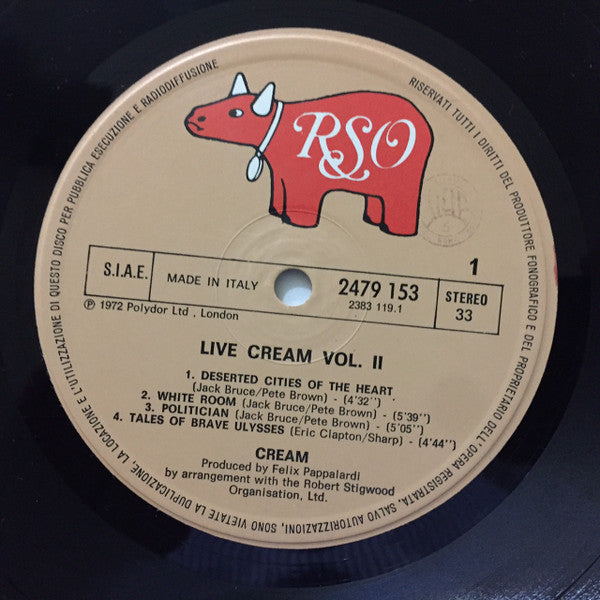 RISERVATI TUTTI I DIRITTI DEL PRODUTTORE FONOGRAFICO E DEL PROPRIETARIO DELL'OPERA REGISTRATA. SALVO AUTORIZZAZIONI, SONO VIETATE LA DUPLICAZIONE, LA LOCAZIONE E L'UTILIZZAZIONE DI QUESTO DISCO PER PUBBLICA ESECUZIONE E RADIODIFFUSIONE
RSO
1
S.I.A.E. MADE IN ITALY 2479 153 STEREO
2383 119.1 33
℗ 1972 Polydor Ltd., London
LIVE CREAM VOL. II
1. DESERTED CITIES OF THE HEART
(Jack Bruce/Pete Brown) - (4'32'')
2. WHITE ROOM (Jack Bruce/Pete Brown) - (5'39'')
3. POLITICIAN (Jack Bruce/Pete Brown) - (5'05'')
4. TALES OF BRAVE ULYSSES (Eric Clapton/Sharp) - (4'44'')
CREAM
Produced by Felix Pappalardi
by arrangement with the Robert Stigwood
Organisation, Ltd.